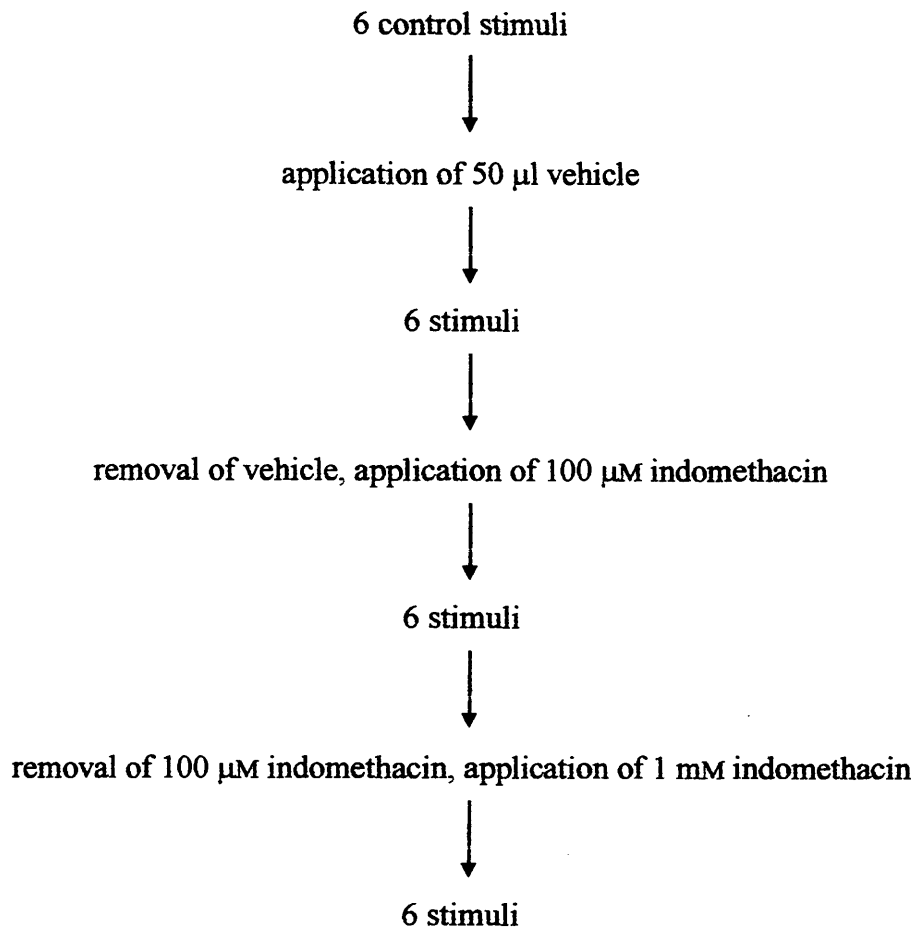 6 control stimuli
application of 50 μl vehicle
6 stimuli
removal of vehicle, application of 100 μM indomethacin
6 stimuli
removal of 100 μM indomethacin, application of 1 mM indomethacin
6 stimuli